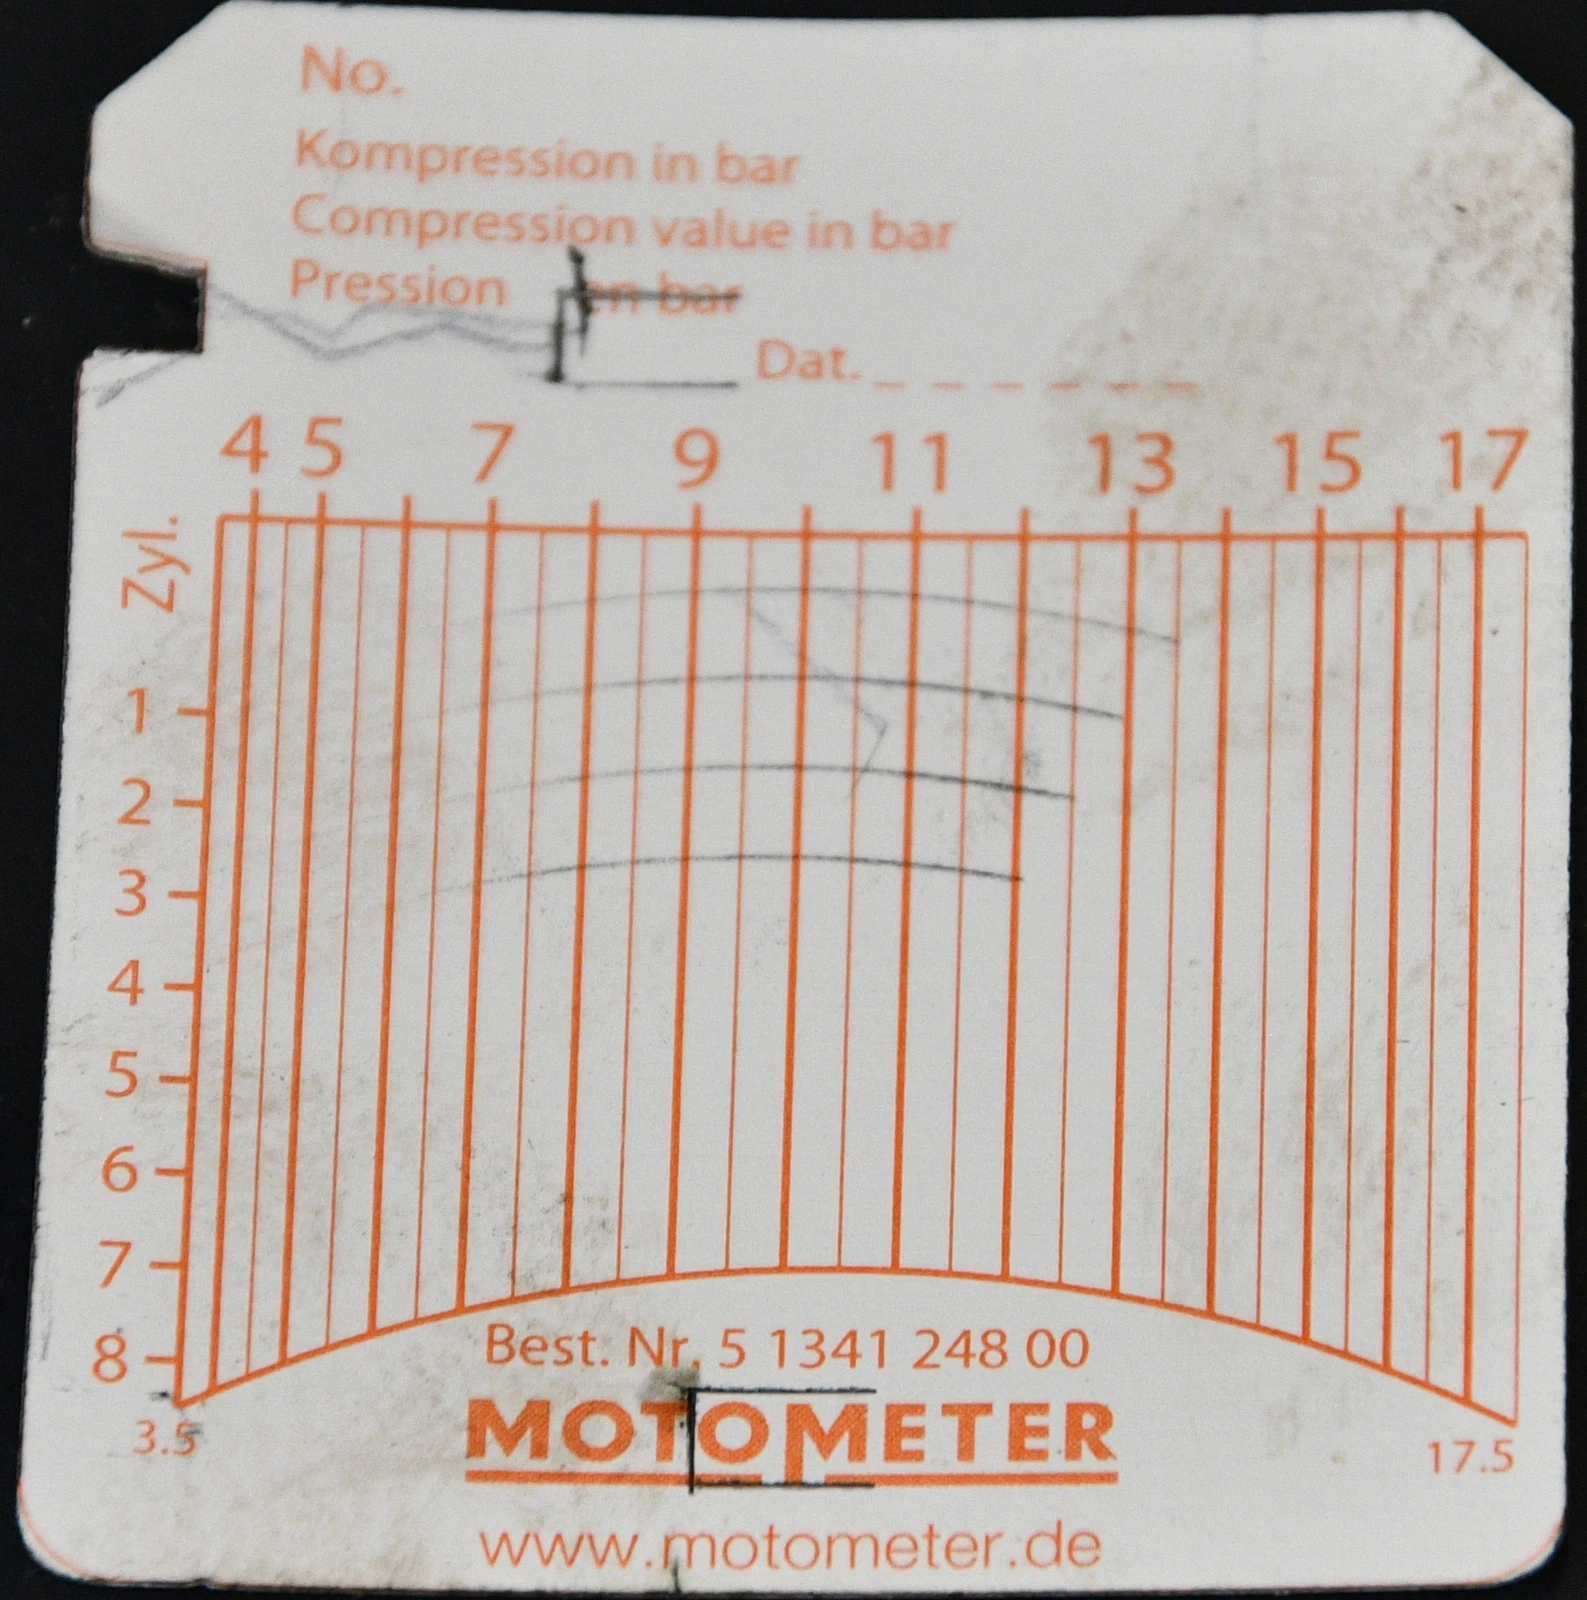 No.
Kompression in bar
Compression value in bar
Pression en bar
Dat. _ _ _ _ _ _
4 5 7 9 11 13 15 17
Zyl.
1
2
3
4
5
6
7
8
3.5
17.5
Best. Nr. 5 1341 248 00
MOTOMETER
www.motometer.de